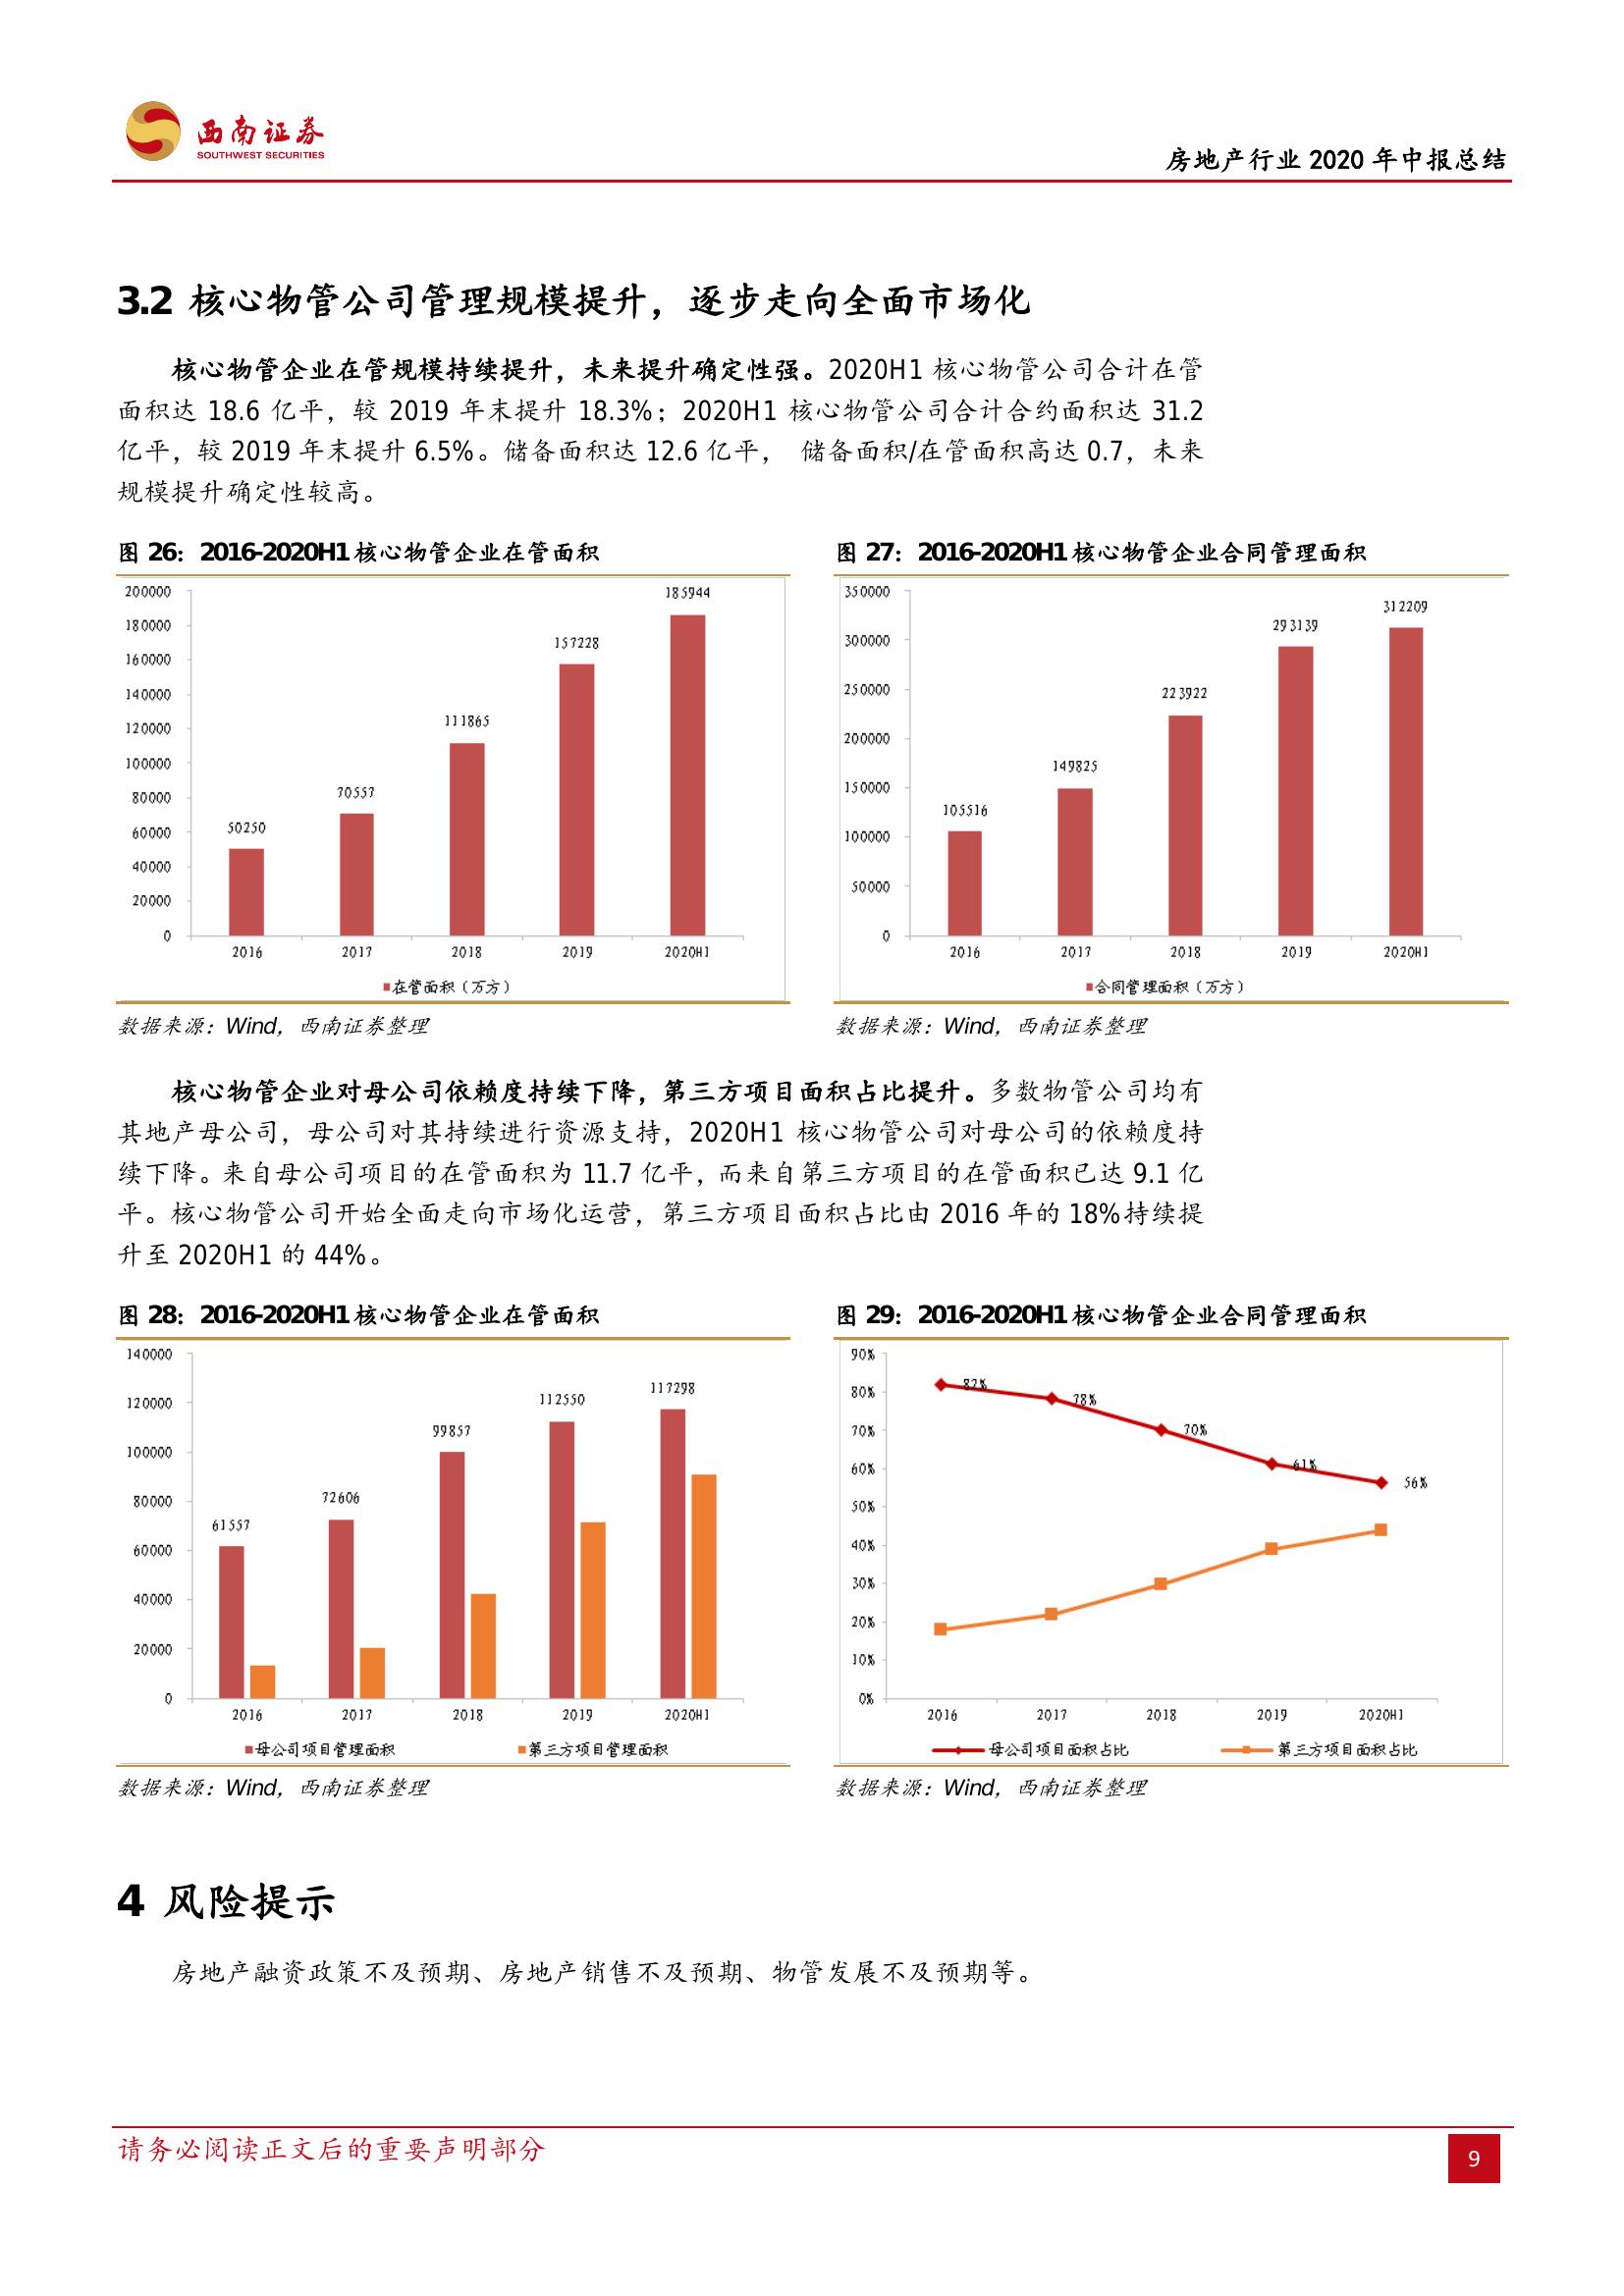 西南证券
SOUTHWEST SECURITIES
房地产行业 2020 年中报总结
3.2 核心物管公司管理规模提升，逐步走向全面市场化
核心物管企业在管规模持续提升，未来提升确定性强。2020H1 核心物管公司合计在管
面积达 18.6 亿平，较 2019 年末提升 18.3%；2020H1 核心物管公司合计合约面积达 31.2
亿平，较 2019 年末提升 6.5%。储备面积达 12.6 亿平， 储备面积/在管面积高达 0.7，未来
规模提升确定性较高。
图 26：2016-2020H1 核心物管企业在管面积
200000
180000
160000
140000
120000
100000
80000
60000
40000
20000
0
50250
70557
111865
157228
185944
2016 2017 2018 2019 2020H1
在管面积（万方）
数据来源：Wind，西南证券整理
图 27：2016-2020H1 核心物管企业合同管理面积
350000
300000
250000
200000
150000
100000
50000
0
105516
149825
223922
293139
312209
2016 2017 2018 2019 2020H1
合同管理面积（万方）
数据来源：Wind，西南证券整理
核心物管企业对母公司依赖度持续下降，第三方项目面积占比提升。多数物管公司均有
其地产母公司，母公司对其持续进行资源支持，2020H1 核心物管公司对母公司的依赖度持
续下降。来自母公司项目的在管面积为 11.7 亿平，而来自第三方项目的在管面积已达 9.1 亿
平。核心物管公司开始全面走向市场化运营，第三方项目面积占比由 2016 年的 18%持续提
升至 2020H1 的 44%。
图 28：2016-2020H1 核心物管企业在管面积
140000
120000
100000
80000
60000
40000
20000
0
61557
72606
99857
112550
117298
2016 2017 2018 2019 2020H1
母公司项目管理面积 第三方项目管理面积
数据来源：Wind，西南证券整理
图 29：2016-2020H1 核心物管企业合同管理面积
90%
80%
70%
60%
50%
40%
30%
20%
10%
0%
82%
78%
70%
61%
56%
2016 2017 2018 2019 2020H1
母公司项目面积占比 第三方项目面积占比
数据来源：Wind，西南证券整理
4 风险提示
房地产融资政策不及预期、房地产销售不及预期、物管发展不及预期等。
请务必阅读正文后的重要声明部分
9